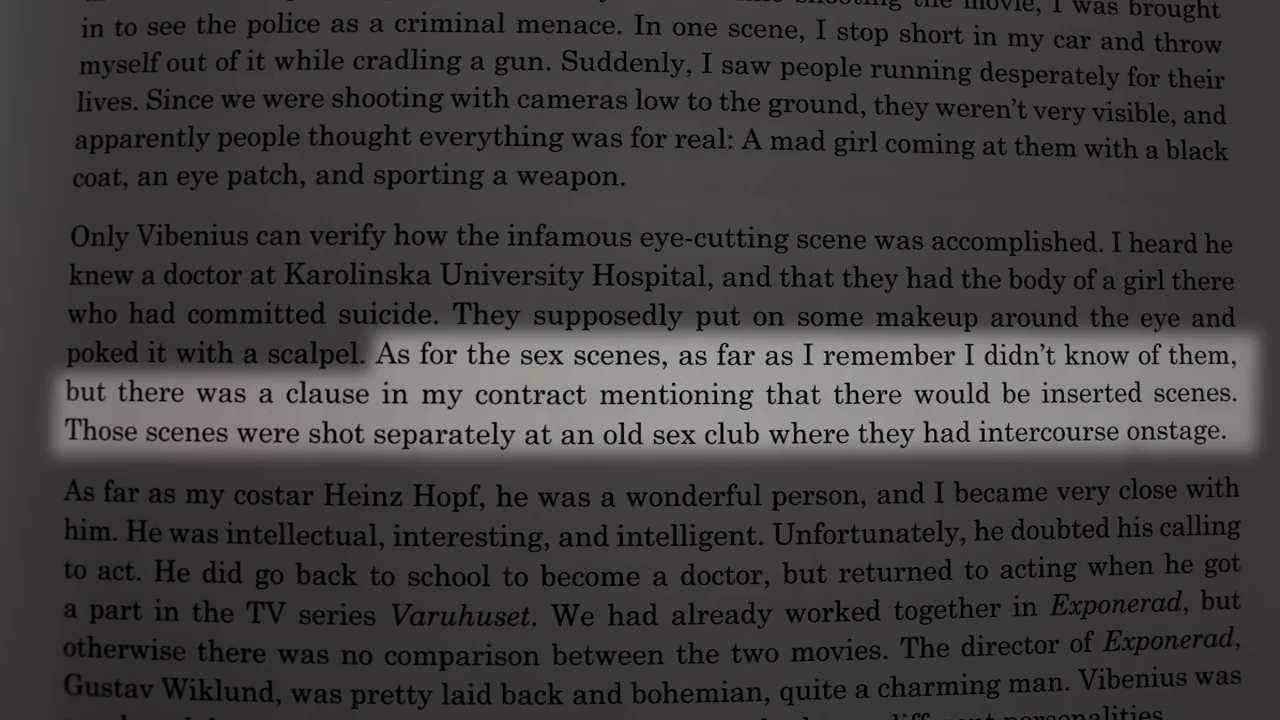 the movie, I was brought
in to see the police as a criminal menace. In one scene, I stop short in my car and throw
myself out of it while cradling a gun. Suddenly, I saw people running desperately for their
lives. Since we were shooting with cameras low to the ground, they weren't very visible, and
apparently people thought everything was for real: A mad girl coming at them with a black
coat, an eye patch, and sporting a weapon.
Only Vibenius can verify how the infamous eye-cutting scene was accomplished. I heard he
knew a doctor at Karolinska University Hospital, and that they had the body of a girl there
who had committed suicide. They supposedly put on some makeup around the eye and
poked it with a scalpel. As for the sex scenes, as far as I remember I didn't know of them,
but there was a clause in my contract mentioning that there would be inserted scenes.
Those scenes were shot separately at an old sex club where they had intercourse onstage.
As far as my costar Heinz Hopf, he was a wonderful person, and I became very close with
him. He was intellectual, interesting, and intelligent. Unfortunately, he doubted his calling
to act. He did go back to school to become a doctor, but returned to acting when he got
a part in the TV series Varuhuset. We had already worked together in Exponerad, but
otherwise there was no comparison between the two movies. The director of Exponerad,
Gustav Wiklund, was pretty laid back and bohemian, quite a charming man. Vibenius was
personalities